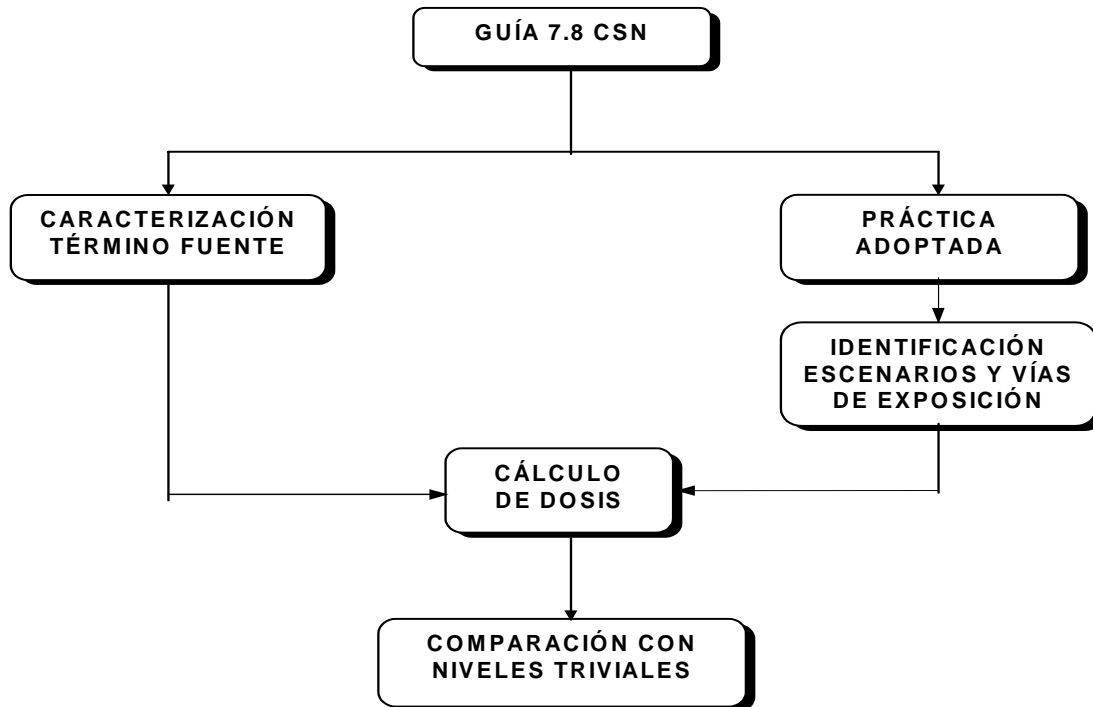 GUÍA 7.8 CSN
CARACTERIZACIÓN
TÉRMINO FUENTE
PRÁCTICA
ADOPTADA
IDENTIFICACIÓN
ESCENARIOS Y VÍAS
DE EXPOSICIÓN
CÁLCULO
DE DOSIS
COMPARACIÓN CON
NIVELES TRIVIALES